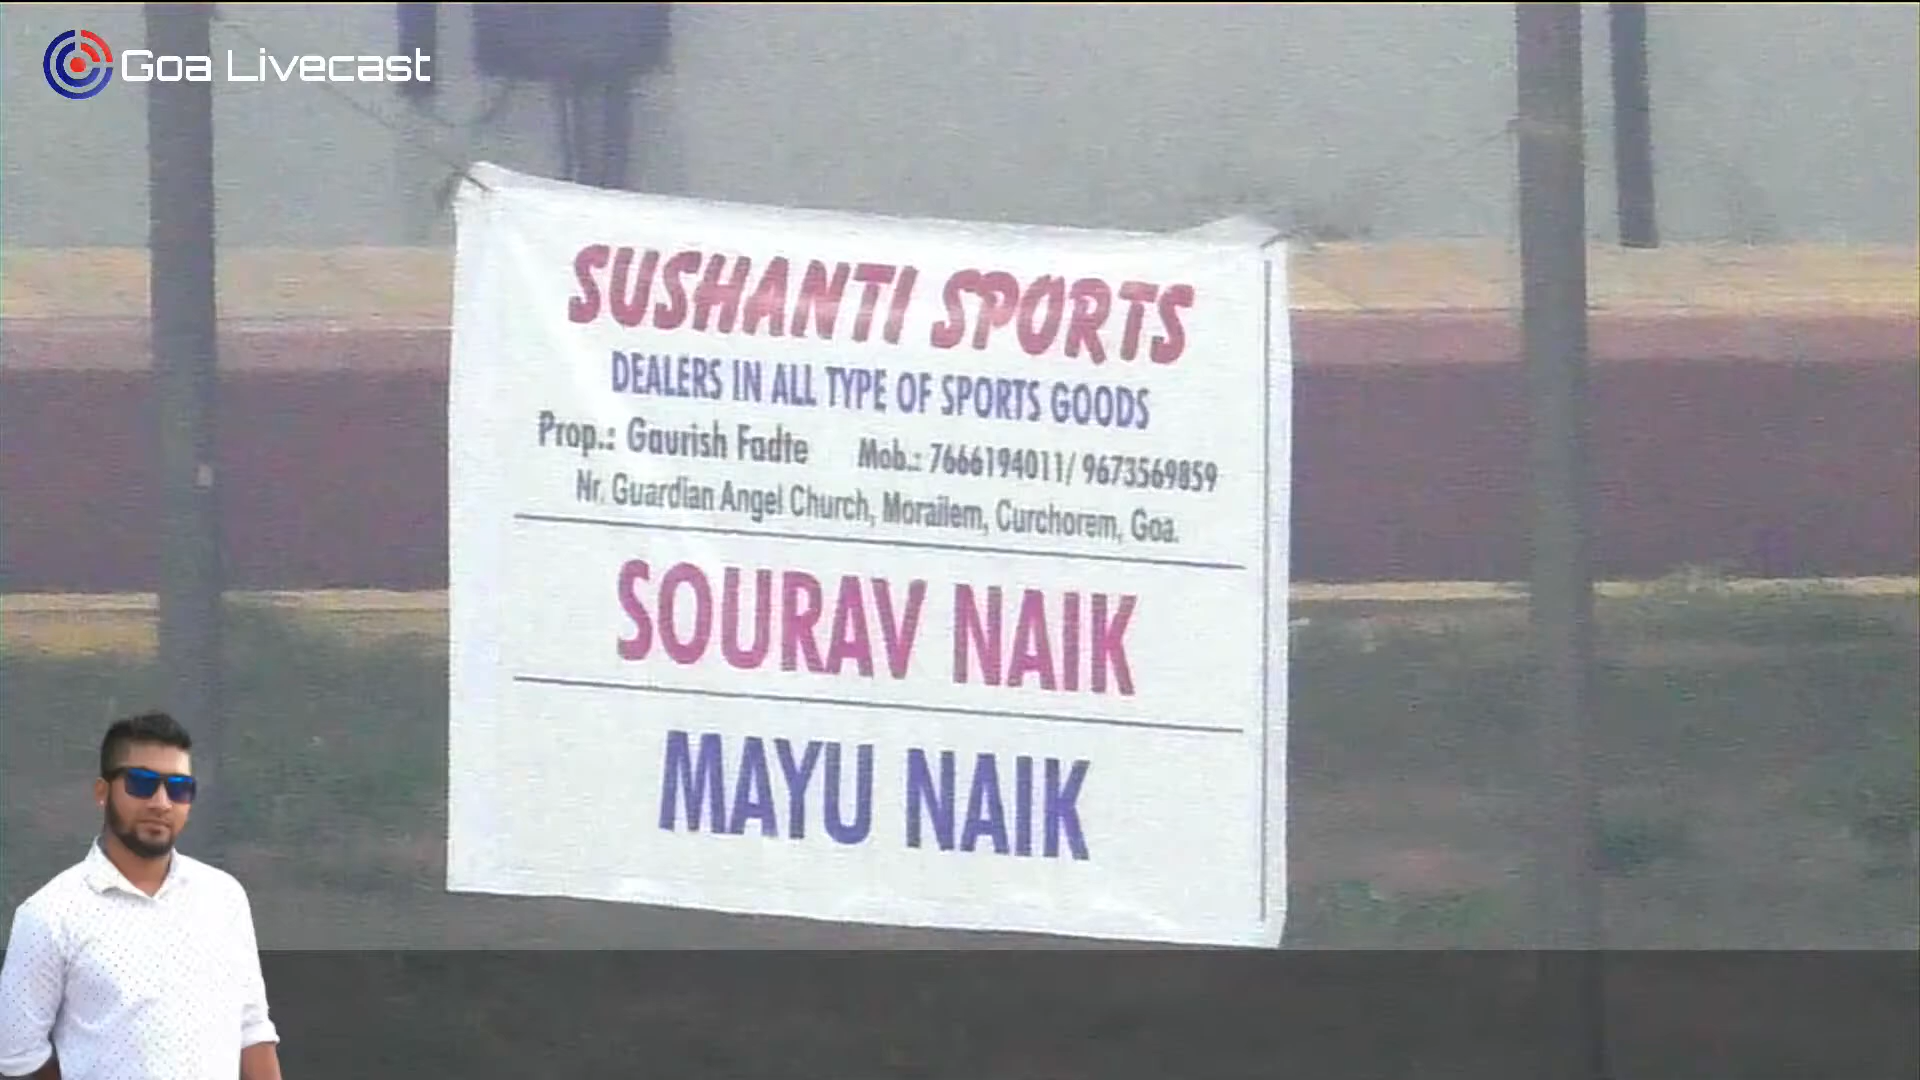 Goa Livecast
SUSHANTI SPORTS
DEALERS IN ALL TYPE OF SPORTS GOODS
Prop.: Gaurish Fadte Mob.: 7666194011/ 9673569859
Nr. Guardian Angel Church, Morailem, Curchorem, Goa.
SOURAV NAIK
MAYU NAIK